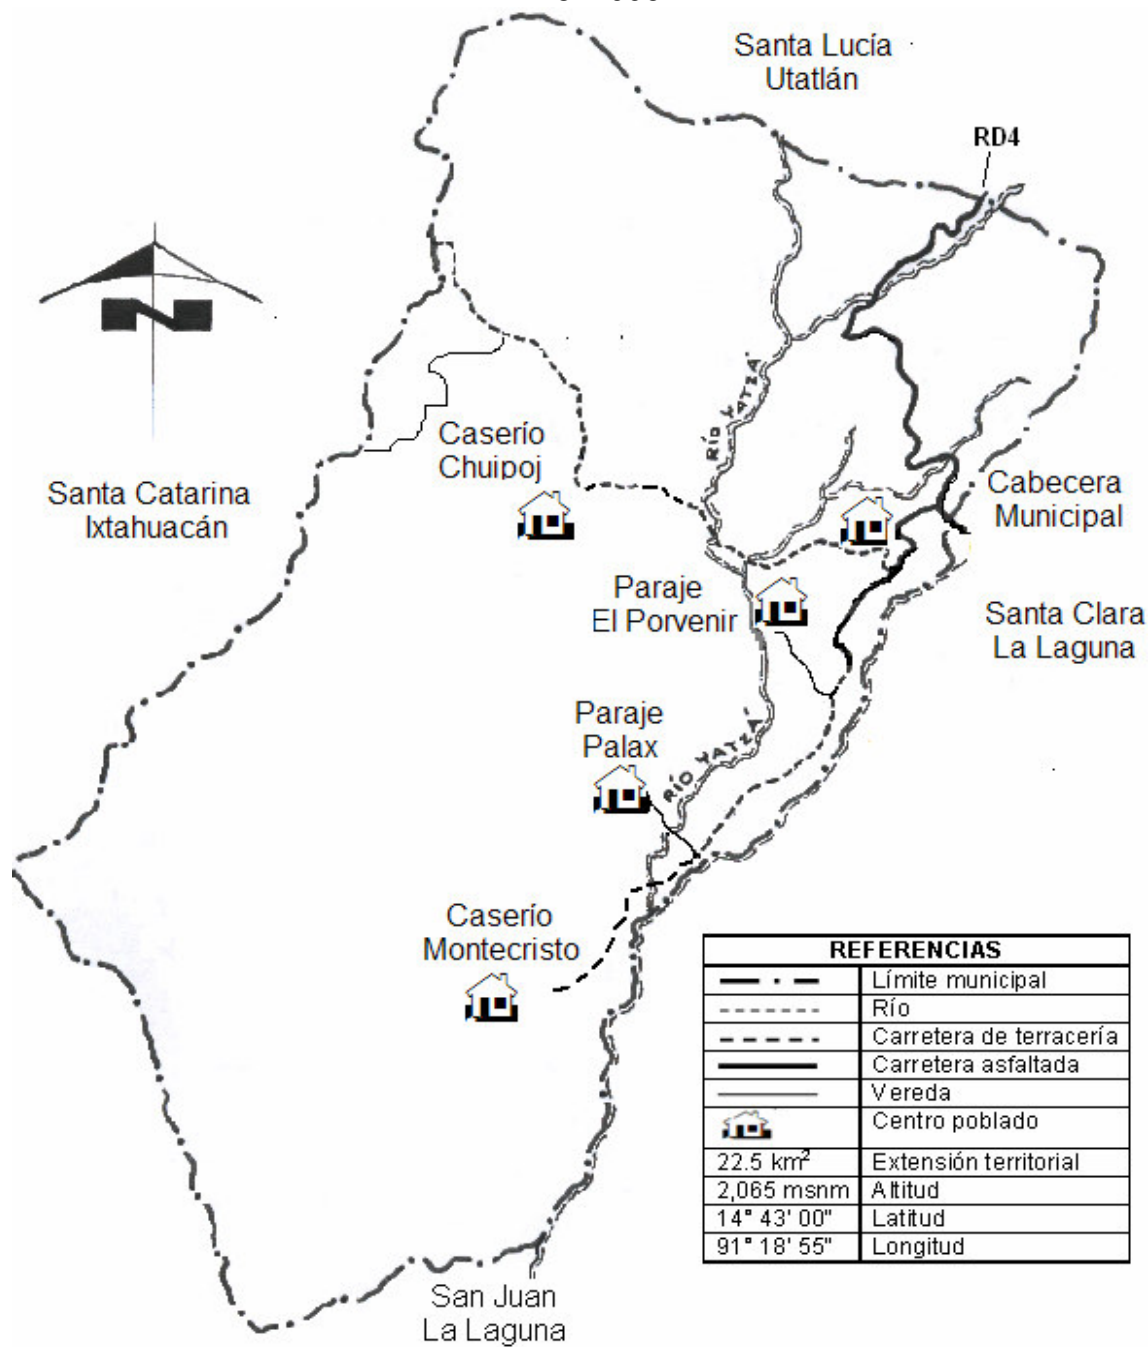 Santa Lucía
Utatlán
RD4
N
Río YATZÁ
Caserío
Chuipoj
Santa Catarina
Ixtahuacán
Cabecera
Municipal
Paraje
El Porvenir
Santa Clara
La Laguna
Paraje
Palax
RÍO YATZÁ
Caserío
Montecristo
REFERENCIAS
Límite municipal
Río
Carretera de terracería
Carretera asfaltada
Vereda
Centro poblado
22.5 km² Extensión territorial
2,065 msnm Altitud
14° 43' 00" Latitud
91° 18' 55" Longitud
San Juan
La Laguna